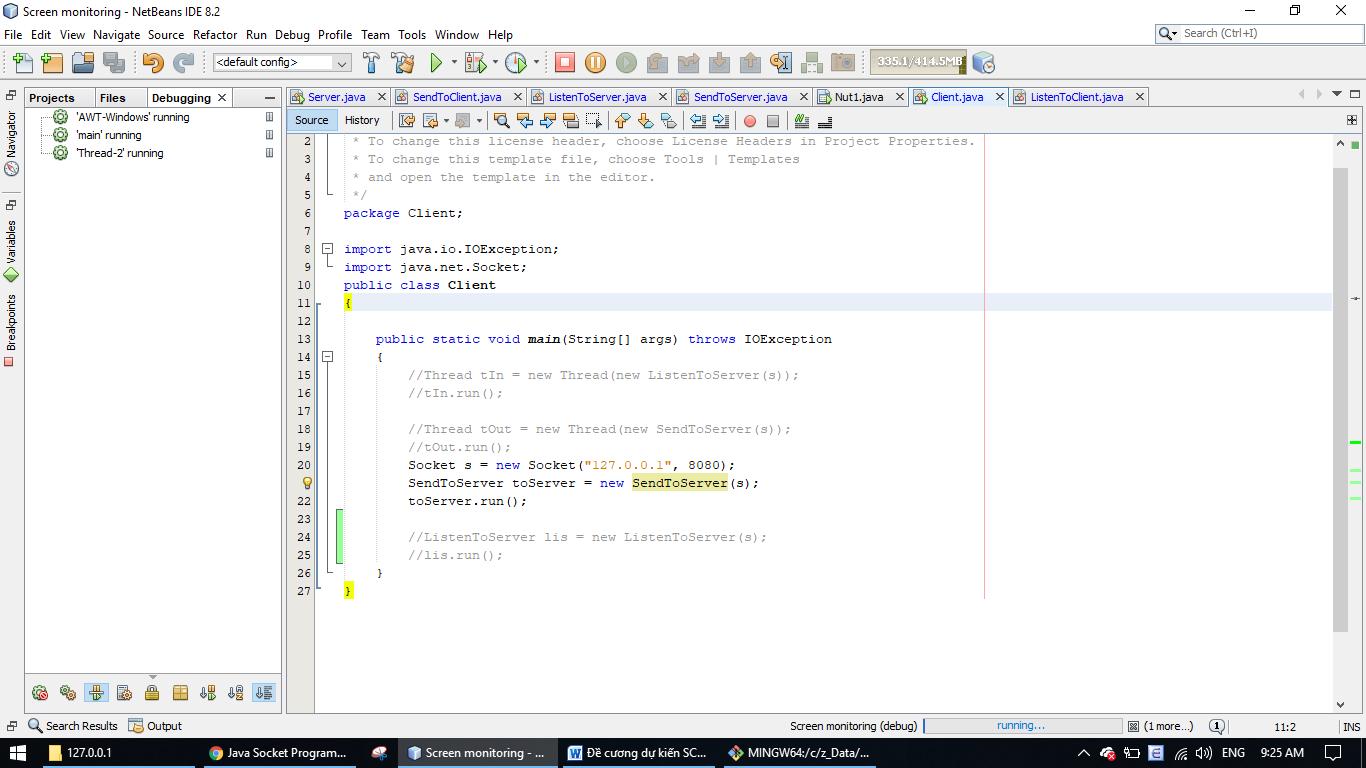 Screen monitoring - NetBeans IDE 8.2
File Edit View Navigate Source Refactor Run Debug Profile Team Tools Window Help
Search (Ctrl+I)
<default config>
335.1/414.5MB
Projects Files Debugging
Server.java SendToClient.java ListenToServer.java SendToServer.java Nut1.java Client.java ListenToClient.java
Source History
Navigator
Variables
Breakpoints
'AWT-Windows' running
'main' running
'Thread-2' running
2 * To change this license header, choose License Headers in Project Properties.
3 * To change this template file, choose Tools | Templates
4 * and open the template in the editor.
5 */
6 package Client;
7
8 import java.io.IOException;
9 import java.net.Socket;
10 public class Client
11 {
12
13 public static void main(String[] args) throws IOException
14 {
15 //Thread tIn = new Thread(new ListenToServer(s));
16 //tIn.run();
17
18 //Thread tOut = new Thread(new SendToServer(s));
19 //tOut.run();
20 Socket s = new Socket("127.0.0.1", 8080);
SendToServer toServer = new SendToServer(s);
22 toServer.run();
23
24 //ListenToServer lis = new ListenToServer(s);
25 //lis.run();
26 }
27 }
Search Results Output
Screen monitoring (debug) running... (1 more...) 1 11:2 INS
127.0.0.1 Java Socket Program... Screen monitoring - ... Đề cương dự kiến SC... MINGW64:/c/z_Data/...
ENG 9:25 AM